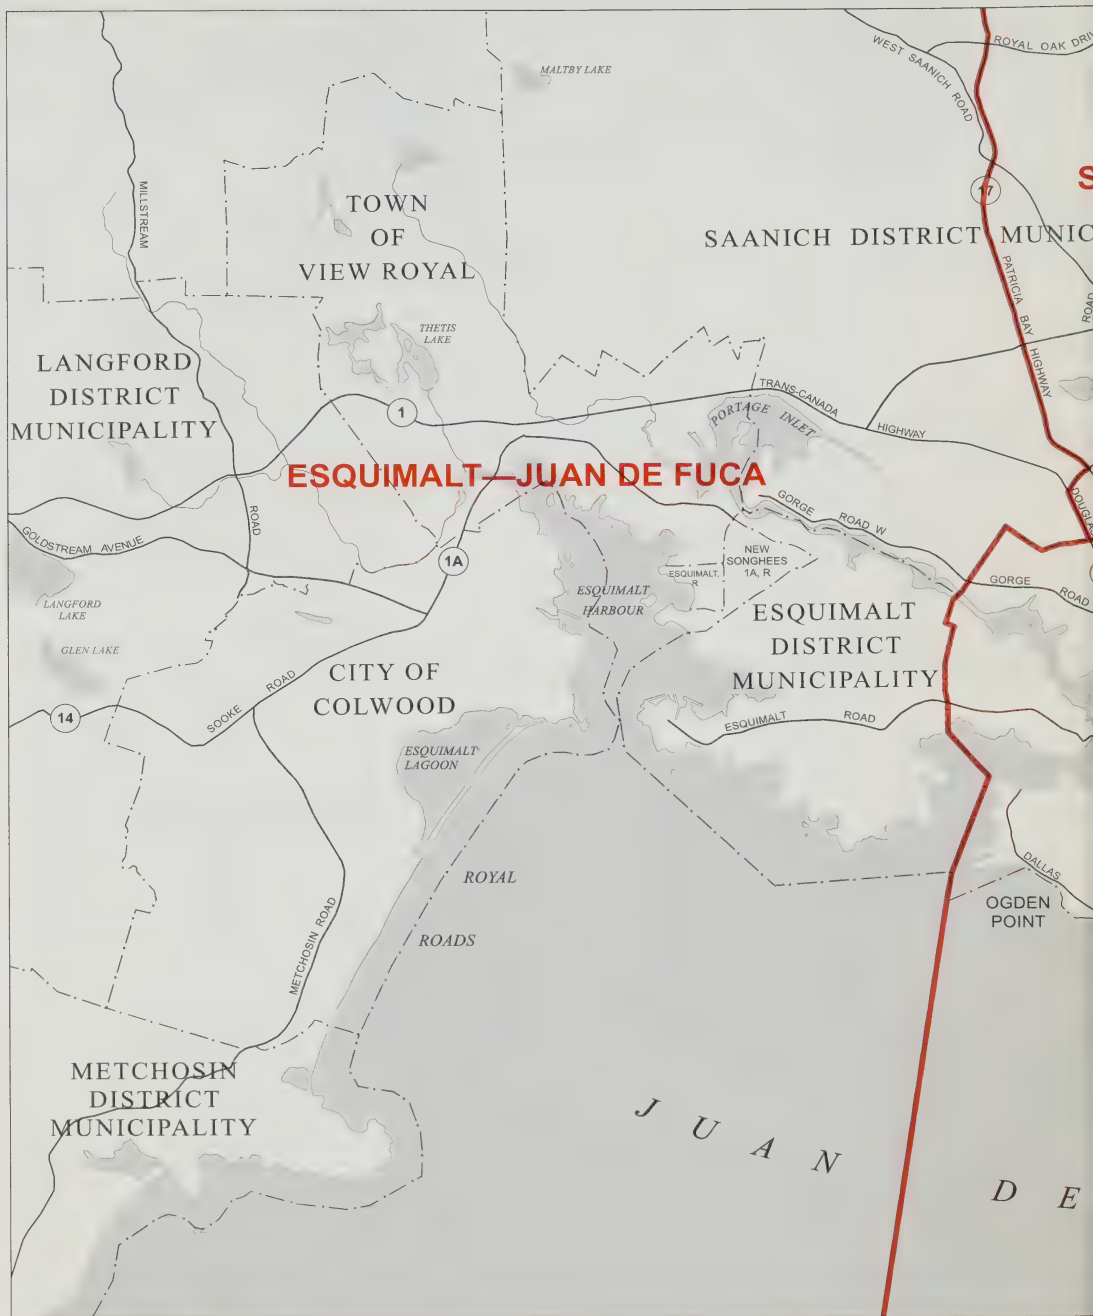 MALTBY LAKE
WEST SAANICH ROAD
ROYAL OAK DRIV
MILLSTREAM
TOWN
OF
VIEW ROYAL
17
S
SAANICH DISTRICT MUNIC
PATRICIA BAY HIGHWAY
ROAD
THETIS
LAKE
LANGFORD
DISTRICT
MUNICIPALITY
1
TRANS-CANADA
HIGHWAY
PORTAGE INLET
ESQUIMALT—JUAN DE FUCA
DOUGLAS
GORGE ROAD W
ROAD
GOLDSTREAM AVENUE
1A
NEW
SONGHEES
1A, R
ESQUIMALT,
R
GORGE ROAD
ESQUIMALT
HARBOUR
LANGFORD
LAKE
ESQUIMALT
DISTRICT
MUNICIPALITY
GLEN LAKE
CITY OF
COLWOOD
14
SOOKE ROAD
ESQUIMALT ROAD
ESQUIMALT
LAGOON
ROYAL
ROADS
DALLAS
OGDEN
POINT
METCHOSIN ROAD
METCHOSIN
DISTRICT
MUNICIPALITY
JUAN
DE